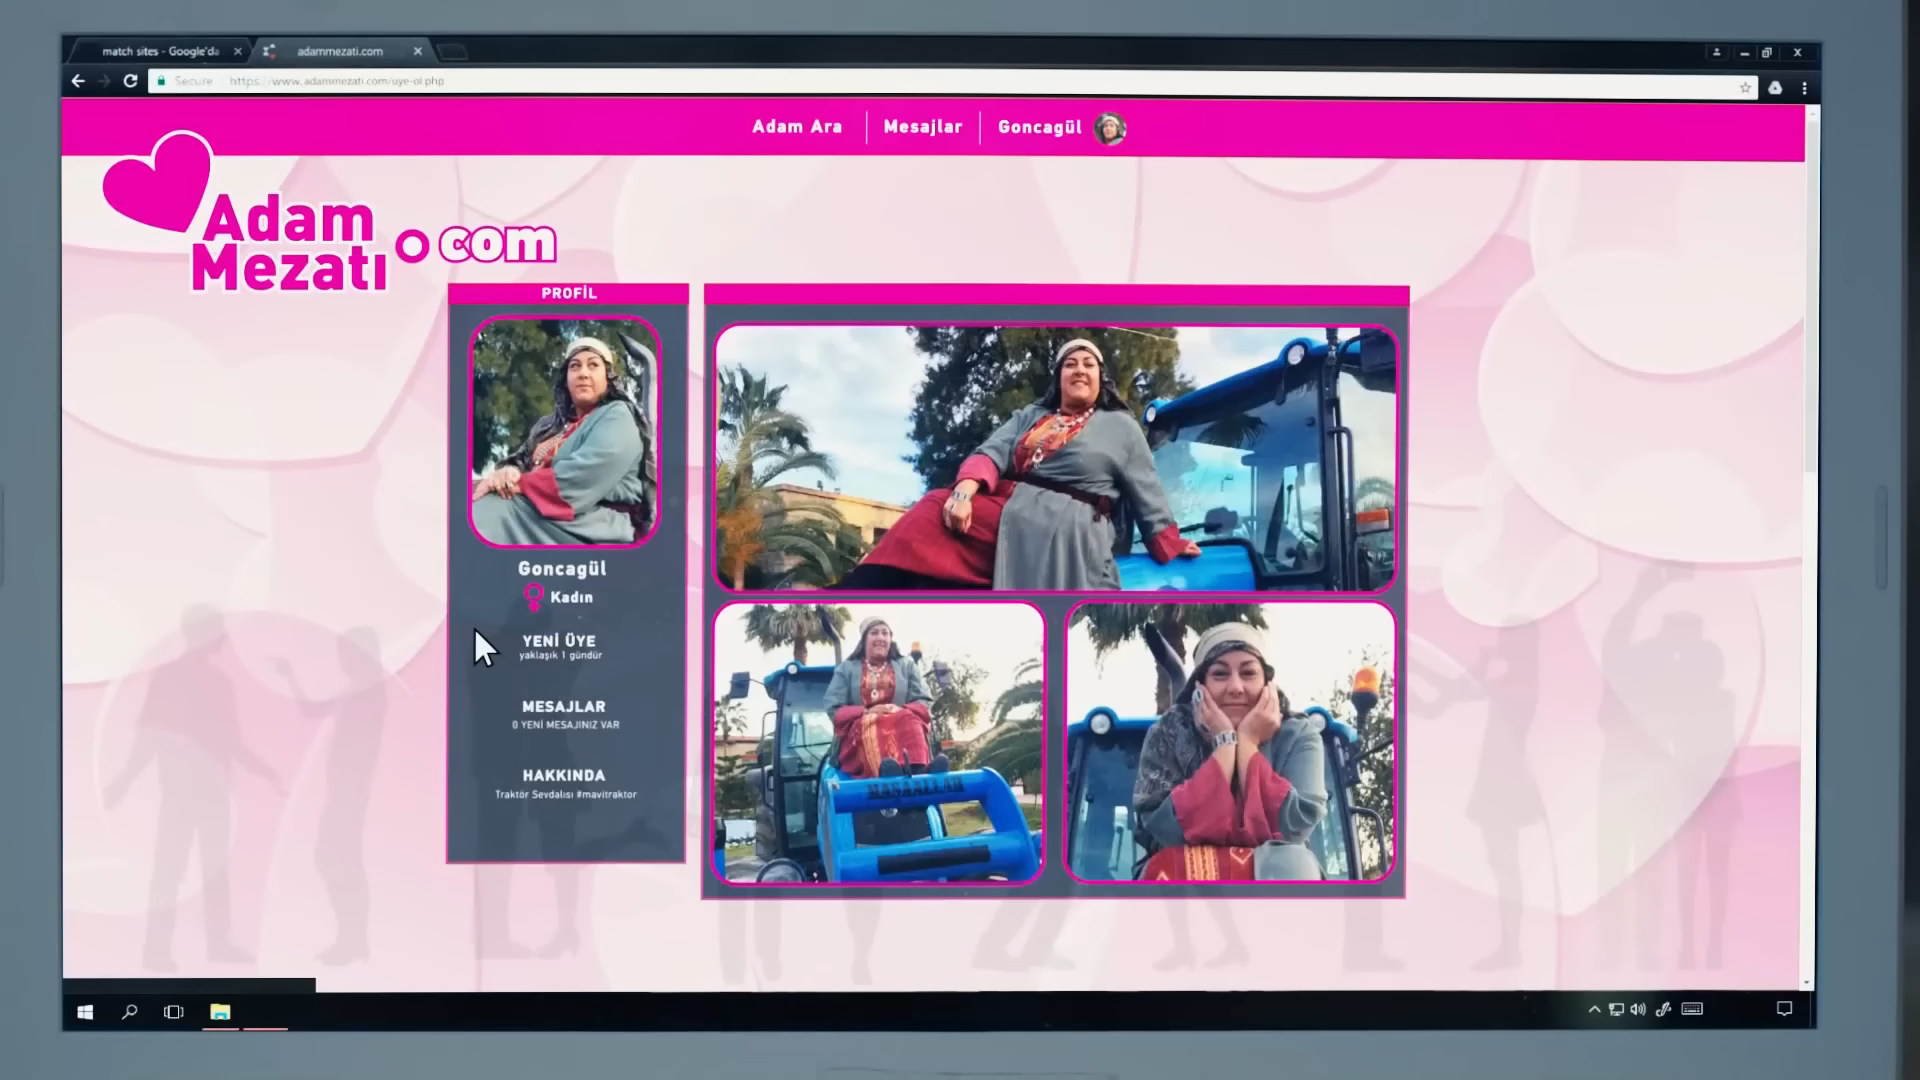 match sites - Google'da
adammezati.com
Secure
https://www.adammezati.com/uye-ol.php
Adam Ara
Mesajlar
Goncagül
Adam
Mezatı
com
PROFİL
Goncagül
Kadın
YENİ ÜYE
yaklaşık 1 gündür
MESAJLAR
0 YENİ MESAJINIZ VAR
HAKKINDA
Traktör Sevdalısı #mavitraktor
MAŞAALLAH